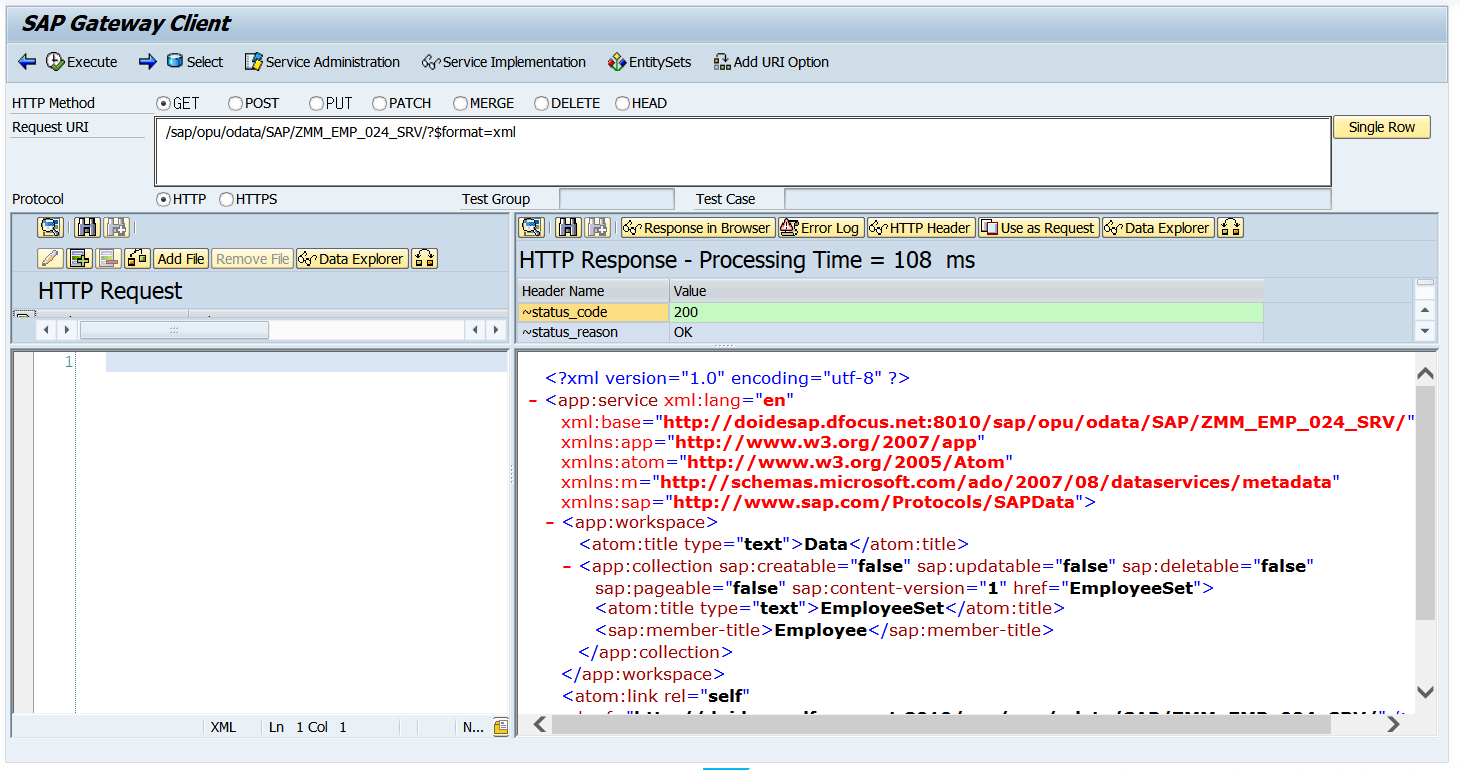 SAP Gateway Client
Execute Select Service Administration Service Implementation EntitySets Add URI Option
HTTP Method GET POST PUT PATCH MERGE DELETE HEAD
Request URI /sap/opu/odata/SAP/ZMM_EMP_024_SRV/?$format=xml Single Row
Protocol HTTP HTTPS Test Group Test Case
Add File Remove File Data Explorer
HTTP Request
1
XML Ln 1 Col 1 N...
Response in Browser Error Log HTTP Header Use as Request Data Explorer
HTTP Response - Processing Time = 108 ms
Header Name Value
~status_code 200
~status_reason OK
<?xml version="1.0" encoding="utf-8" ?>
- <app:service xml:lang="en"
xml:base="http://doidesap.dfocus.net:8010/sap/opu/odata/SAP/ZMM_EMP_024_SRV/"
xmlns:app="http://www.w3.org/2007/app"
xmlns:atom="http://www.w3.org/2005/Atom"
xmlns:m="http://schemas.microsoft.com/ado/2007/08/dataservices/metadata"
xmlns:sap="http://www.sap.com/Protocols/SAPData">
- <app:workspace>
<atom:title type="text">Data</atom:title>
- <app:collection sap:creatable="false" sap:updatable="false" sap:deletable="false"
sap:pageable="false" sap:content-version="1" href="EmployeeSet">
<atom:title type="text">EmployeeSet</atom:title>
<sap:member-title>Employee</sap:member-title>
</app:collection>
</app:workspace>
<atom:link rel="self"